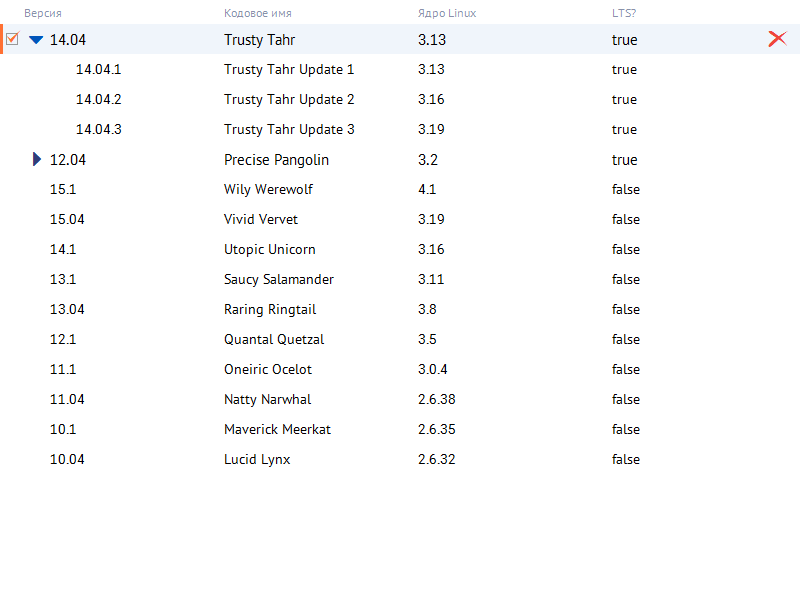 Версия Кодовое имя Ядро Linux LTS?
14.04 Trusty Tahr 3.13 true
14.04.1 Trusty Tahr Update 1 3.13 true
14.04.2 Trusty Tahr Update 2 3.16 true
14.04.3 Trusty Tahr Update 3 3.19 true
12.04 Precise Pangolin 3.2 true
15.1 Wily Werewolf 4.1 false
15.04 Vivid Vervet 3.19 false
14.1 Utopic Unicorn 3.16 false
13.1 Saucy Salamander 3.11 false
13.04 Raring Ringtail 3.8 false
12.1 Quantal Quetzal 3.5 false
11.1 Oneiric Ocelot 3.0.4 false
11.04 Natty Narwhal 2.6.38 false
10.1 Maverick Meerkat 2.6.35 false
10.04 Lucid Lynx 2.6.32 false